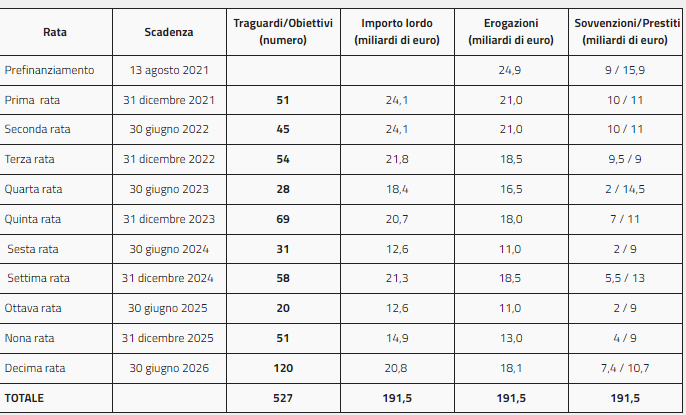 Rata Scadenza Traguardi/Obiettivi (numero) Importo lordo (miliardi di euro) Erogazioni (miliardi di euro) Sovvenzioni/Prestiti (miliardi di euro)
Prefinanziamento 13 agosto 2021 24,9 9 / 15,9
Prima rata 31 dicembre 2021 51 24,1 21,0 10 / 11
Seconda rata 30 giugno 2022 45 24,1 21,0 10 / 11
Terza rata 31 dicembre 2022 54 21,8 18,5 9,5 / 9
Quarta rata 30 giugno 2023 28 18,4 16,5 2 / 14,5
Quinta rata 31 dicembre 2023 69 20,7 18,0 7 / 11
Sesta rata 30 giugno 2024 31 12,6 11,0 2 / 9
Settima rata 31 dicembre 2024 58 21,3 18,5 5,5 / 13
Ottava rata 30 giugno 2025 20 12,6 11,0 2 / 9
Nona rata 31 dicembre 2025 51 14,9 13,0 4 / 9
Decima rata 30 giugno 2026 120 20,8 18,1 7,4 / 10,7
TOTALE 527 191,5 191,5 191,5